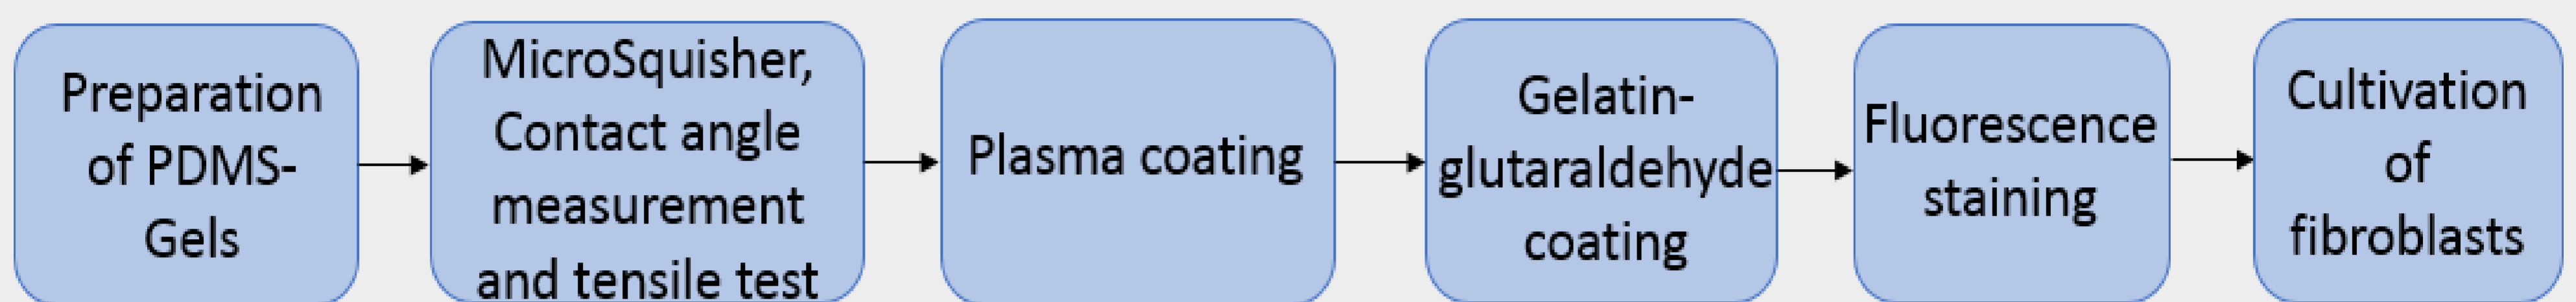 Preparation
of PDMS-
Gels
MicroSquisher,
Contact angle
measurement
and tensile test
Plasma coating
Gelatin-
glutaraldehyde
coating
Fluorescence
staining
Cultivation
of
fibroblasts